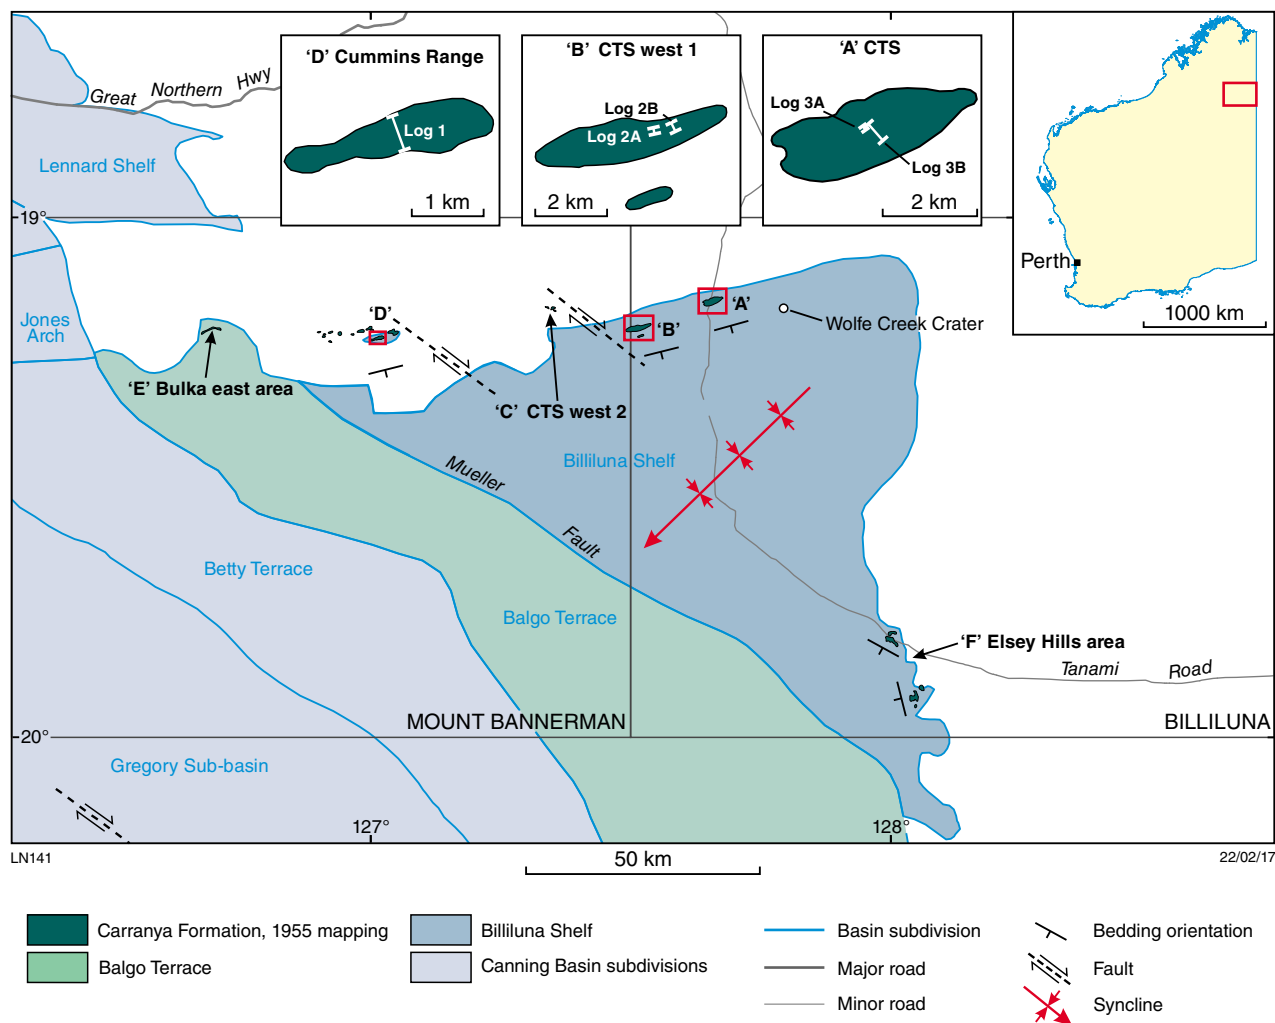 'D' Cummins Range
Log 1
1 km
'B' CTS west 1
Log 2B
Log 2A
2 km
'A' CTS
Log 3A
Log 3B
2 km
Perth
1000 km
Great Northern Hwy
Lennard Shelf
19°
Jones
Arch
'D'
'B'
'A'
Wolfe Creek Crater
'E' Bulka east area
'C' CTS west 2
Billiluna Shelf
Mueller
Fault
Betty Terrace
Balgo Terrace
'F' Elsey Hills area
Tanami Road
MOUNT BANNERMAN
BILLILUNA
20°
Gregory Sub-basin
127°
128°
LN141
50 km
22/02/17
Carranya Formation, 1955 mapping
Balgo Terrace
Billiluna Shelf
Canning Basin subdivisions
Basin subdivision
Major road
Minor road
Bedding orientation
Fault
Syncline